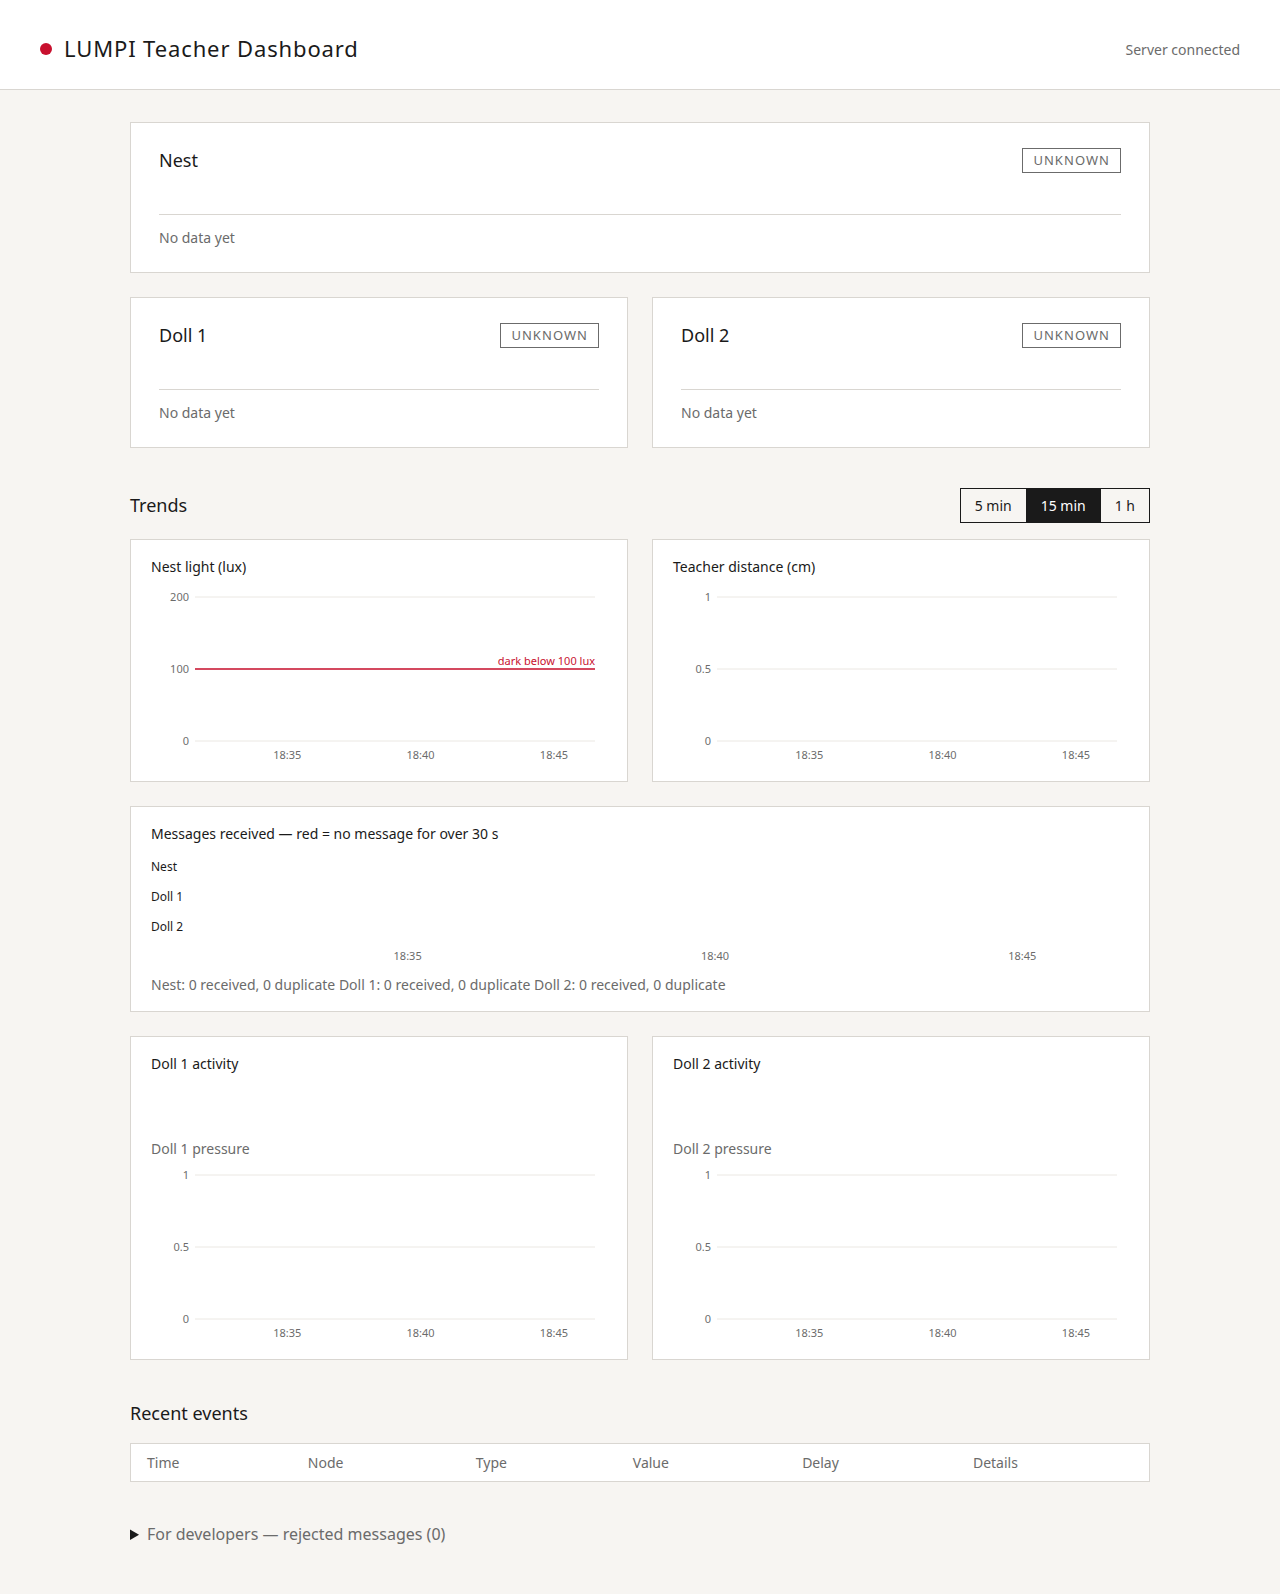 LUMPI Teacher Dashboard
Server connected
Nest
UNKNOWN
No data yet
Doll 1
UNKNOWN
No data yet
Doll 2
UNKNOWN
No data yet
Trends
5 min
15 min
1 h
Nest light (lux)
200
dark below 100 lux
100
0
18:35
18:40
18:45
Teacher distance (cm)
1
0.5
0
18:35
18:40
18:45
Messages received — red = no message for over 30 s
Nest
Doll 1
Doll 2
18:35
18:40
18:45
Nest: 0 received, 0 duplicate Doll 1: 0 received, 0 duplicate Doll 2: 0 received, 0 duplicate
Doll 1 activity
Doll 1 pressure
1
0.5
0
18:35
18:40
18:45
Doll 2 activity
Doll 2 pressure
1
0.5
0
18:35
18:40
18:45
Recent events
Time Node Type Value Delay Details
For developers — rejected messages (0)